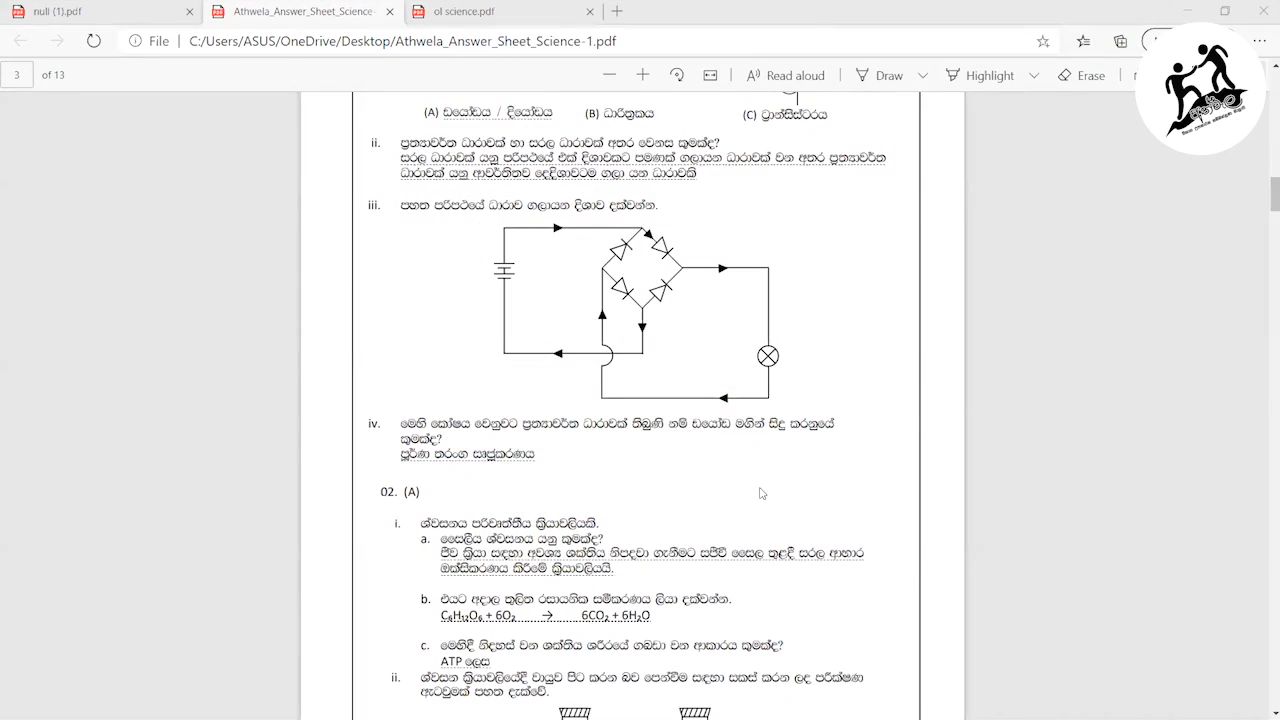 null (1).pdf
Athwela_Answer_Sheet_Science-
ol science.pdf
File
C:/Users/ASUS/OneDrive/Desktop/Athwela_Answer_Sheet_Science-1.pdf
3 of 13
Read aloud
Draw
Highlight
Erase
(A) ඩයෝඩය / දියෝඩය (B) ධාරිත්‍රකය (C) ට්‍රාන්සිස්ටරය
ii. ප්‍රත්‍යාවර්ත ධාරාවක් හා සරල ධාරාවක් අතර වෙනස කුමක්ද?
සරල ධාරාවක් යනු පරිපථයේ එක් දිශාවකට පමණක් ගලායන ධාරාවක් වන අතර ප්‍රත්‍යාවර්ත
ධාරාවක් යනු ආවර්තිතව දෙදිශාවටම ගලා යන ධාරාවකි
iii. පහත පරිපථයේ ධාරාව ගලායන දිශාව දක්වන්න.
iv. මෙහි කෝෂය වෙනුවට ප්‍රත්‍යාවර්ත ධාරාවක් තිබුණි නම් ඩයෝඩ මගින් සිදු කරනුයේ
කුමක්ද?
පූර්ණ තරංග සෘජුකරණය
02. (A)
i. ශ්වසනය පරිවෘත්තීය ක්‍රියාවලියකි.
a. සෛලීය ශ්වසනය යනු කුමක්ද?
ජීව ක්‍රියා සඳහා අවශ්‍ය ශක්තිය නිපදවා ගැනීමට සජීවී සෛල තුළදී සරල ආහාර
ඔක්සිකරණය කිරීමේ ක්‍රියාවලියයි.
b. එයට අදාල තුලිත රසායනික සමීකරණය ලියා දක්වන්න.
C₆H₁₂O₆ + 6O₂ → 6CO₂ + 6H₂O
c. මෙහිදී නිදහස් වන ශක්තිය ශරීරයේ ගබඩා වන ආකාරය කුමක්ද?
ATP ලෙස
ii. ශ්වසන ක්‍රියාවලියේදී වායුව පිට කරන බව පෙන්වීම සඳහා සකස් කරන ලද පරීක්ෂණ
ඇටවුමක් පහත දැක්වේ.